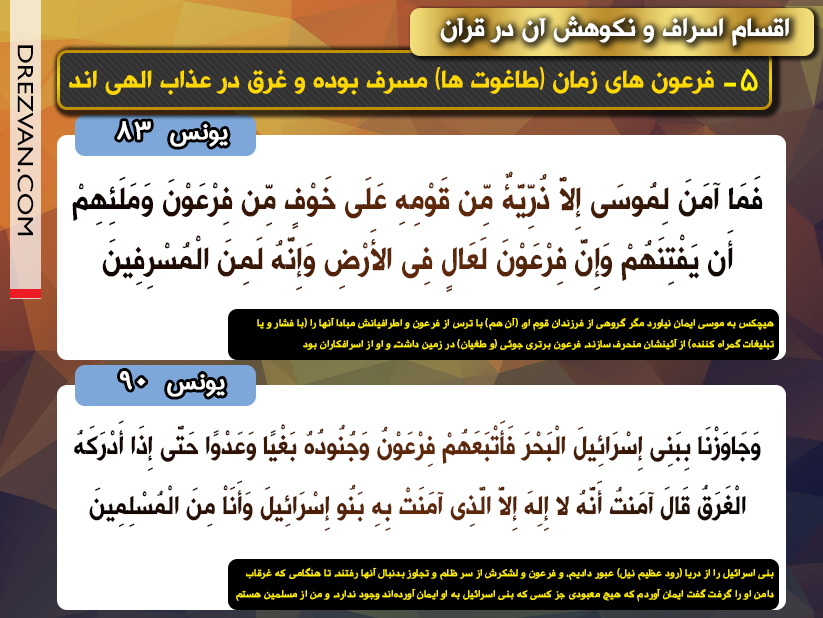 اقسام اسراف و نکوهش آن در قرآن
۵- فرعون های زمان (طاغوت ها) مسرف بوده و غرق در عذاب الهی اند
DREZVAN.COM
یونس ۸۳
فَمَا آمَنَ لِمُوسَى إِلاَّ ذُرِّيَّةٌ مِّن قَوْمِهِ عَلَى خَوْفٍ مِّن فِرْعَوْنَ وَمَلَئِهِمْ
أَن يَفْتِنَهُمْ وَإِنَّ فِرْعَوْنَ لَعَالٍ فِى الأَرْضِ وَإِنَّهُ لَمِنَ الْمُسْرِفِينَ
هیچکس به موسی ایمان نیاورد مگر گروهی از فرزندان قوم او، (آن هم) با ترس از فرعون و اطرافیانش مبادا آنها را (با فشار و یا
تبلیغات گمراه کننده) از آئینشان منحرف سازند، فرعون برتری جوئی (و طغیان) در زمین داشت، و او از اسرافکاران بود
یونس ۹۰
وَجَاوَزْنَا بِبَنِى إِسْرَائِيلَ الْبَحْرَ فَأَتْبَعَهُمْ فِرْعَوْنُ وَجُنُودُهُ بَغْيًا وَعَدْوًا حَتَّى إِذَا أَدْرَكَهُ
الْغَرَقُ قَالَ آمَنتُ أَنَّهُ لا إِلِهَ إِلاَّ الَّذِى آمَنَتْ بِهِ بَنُو إِسْرَائِيلَ وَأَنَاْ مِنَ الْمُسْلِمِينَ
بنی اسرائیل را از دریا (رود عظیم نیل) عبور دادیم، و فرعون و لشکرش از سر ظلم و تجاوز بدنبال آنها رفتند، تا هنگامی که غرقاب
دامن او را گرفت گفت ایمان آوردم که هیچ معبودی جز کسی که بنی اسرائیل به او ایمان آورده‌اند وجود ندارد، و من از مسلمین هستم